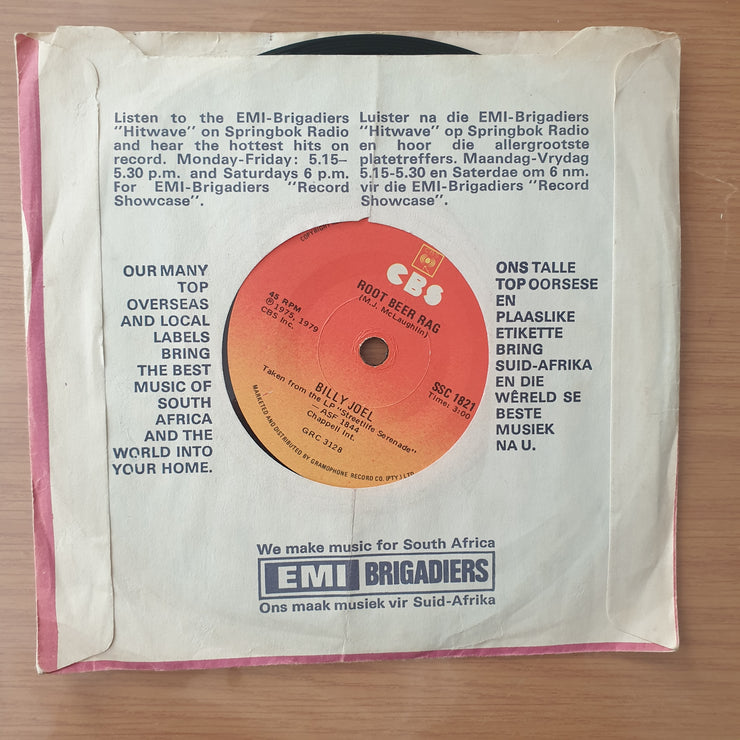 Listen to the EMI-Brigadiers
"Hitwave" on Springbok Radio
and hear the hottest hits on
record. Monday-Friday: 5.15–
5.30 p.m. and Saturdays 6 p.m.
For EMI-Brigadiers "Record
Showcase".
Luister na die EMI-Brigadiers
"Hitwave" op Springbok Radio
en hoor die allergrootste
platetreffers. Maandag-Vrydag
5.15-5.30 en Saterdae om 6 nm.
vir die EMI-Brigadiers "Record
Showcase".
OUR MANY
TOP
OVERSEAS
AND LOCAL
LABELS
BRING
THE BEST
MUSIC OF
SOUTH
AFRICA
AND THE
WORLD INTO
YOUR HOME.
COPYRIGHT
CBS
ROOT BEER RAG
(M.J. McLaughlin)
45 RPM
℗ 1975, 1979
CBS Inc.
SSC 1821
Time: 3:00
BILLY JOEL
Taken from the LP "Streetlife Serenade"
– ASF 1844
Chappell Int.
GRC 3128
MARKETED AND DISTRIBUTED BY GRAMOPHONE RECORD CO. (PTY.) LTD
ONS TALLE
TOP OORSESE
EN
PLAASLIKE
ETIKETTE
BRING
SUID-AFRIKA
EN DIE
WÊRELD SE
BESTE
MUSIEK
NA U.
We make music for South Africa
EMI BRIGADIERS
Ons maak musiek vir Suid-Afrika